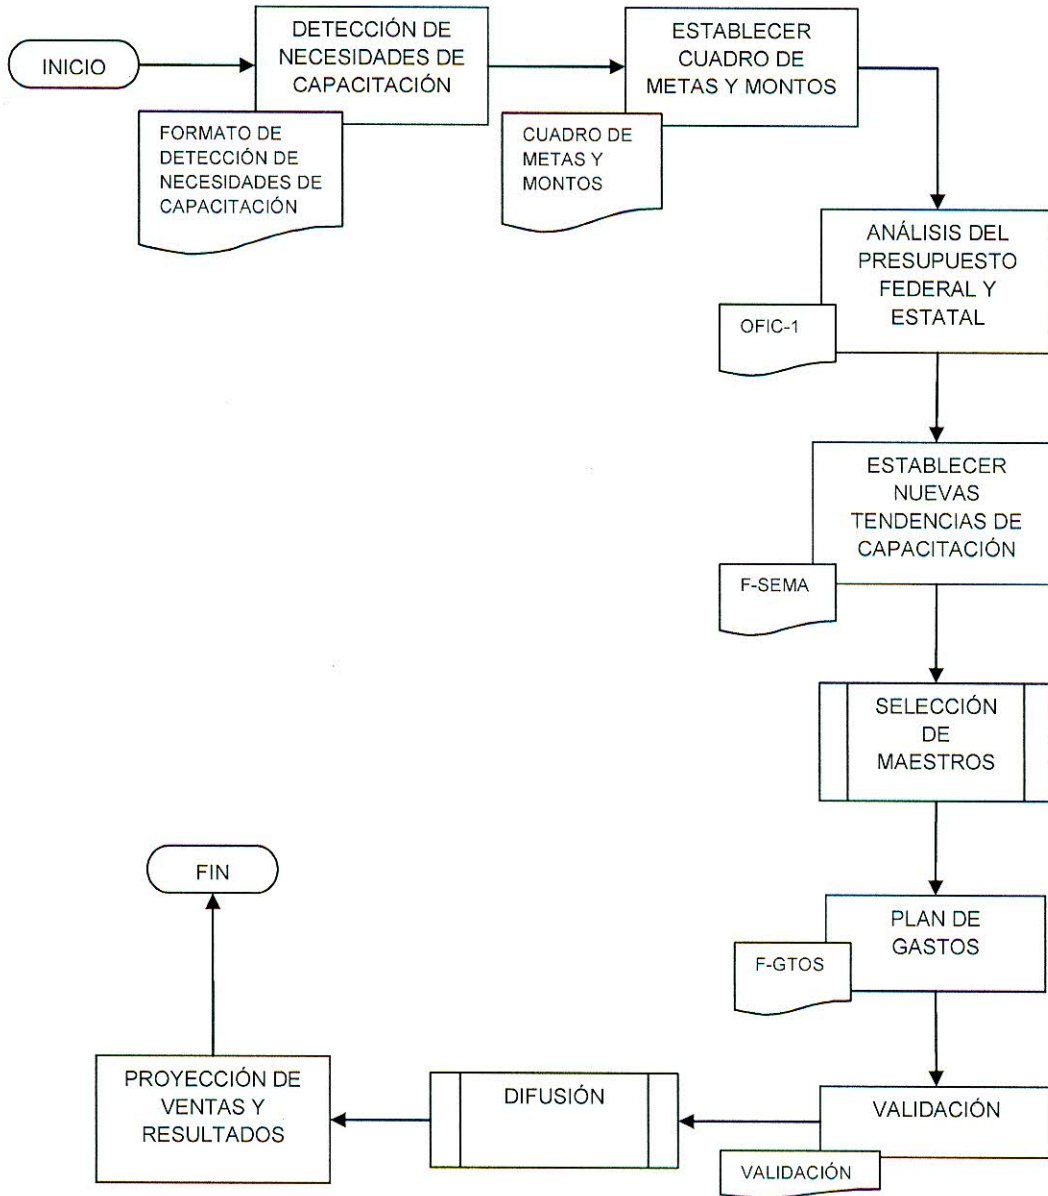 INICIO
DETECCIÓN DE
NECESIDADES DE
CAPACITACIÓN
FORMATO DE
DETECCIÓN DE
NECESIDADES DE
CAPACITACIÓN
ESTABLECER
CUADRO DE
METAS Y MONTOS
CUADRO DE
METAS Y
MONTOS
ANÁLISIS DEL
PRESUPUESTO
FEDERAL Y
ESTATAL
OFIC-1
ESTABLECER
NUEVAS
TENDENCIAS DE
CAPACITACIÓN
F-SEMA
SELECCIÓN
DE
MAESTROS
PLAN DE
GASTOS
F-GTOS
VALIDACIÓN
VALIDACIÓN
DIFUSIÓN
PROYECCIÓN DE
VENTAS Y
RESULTADOS
FIN